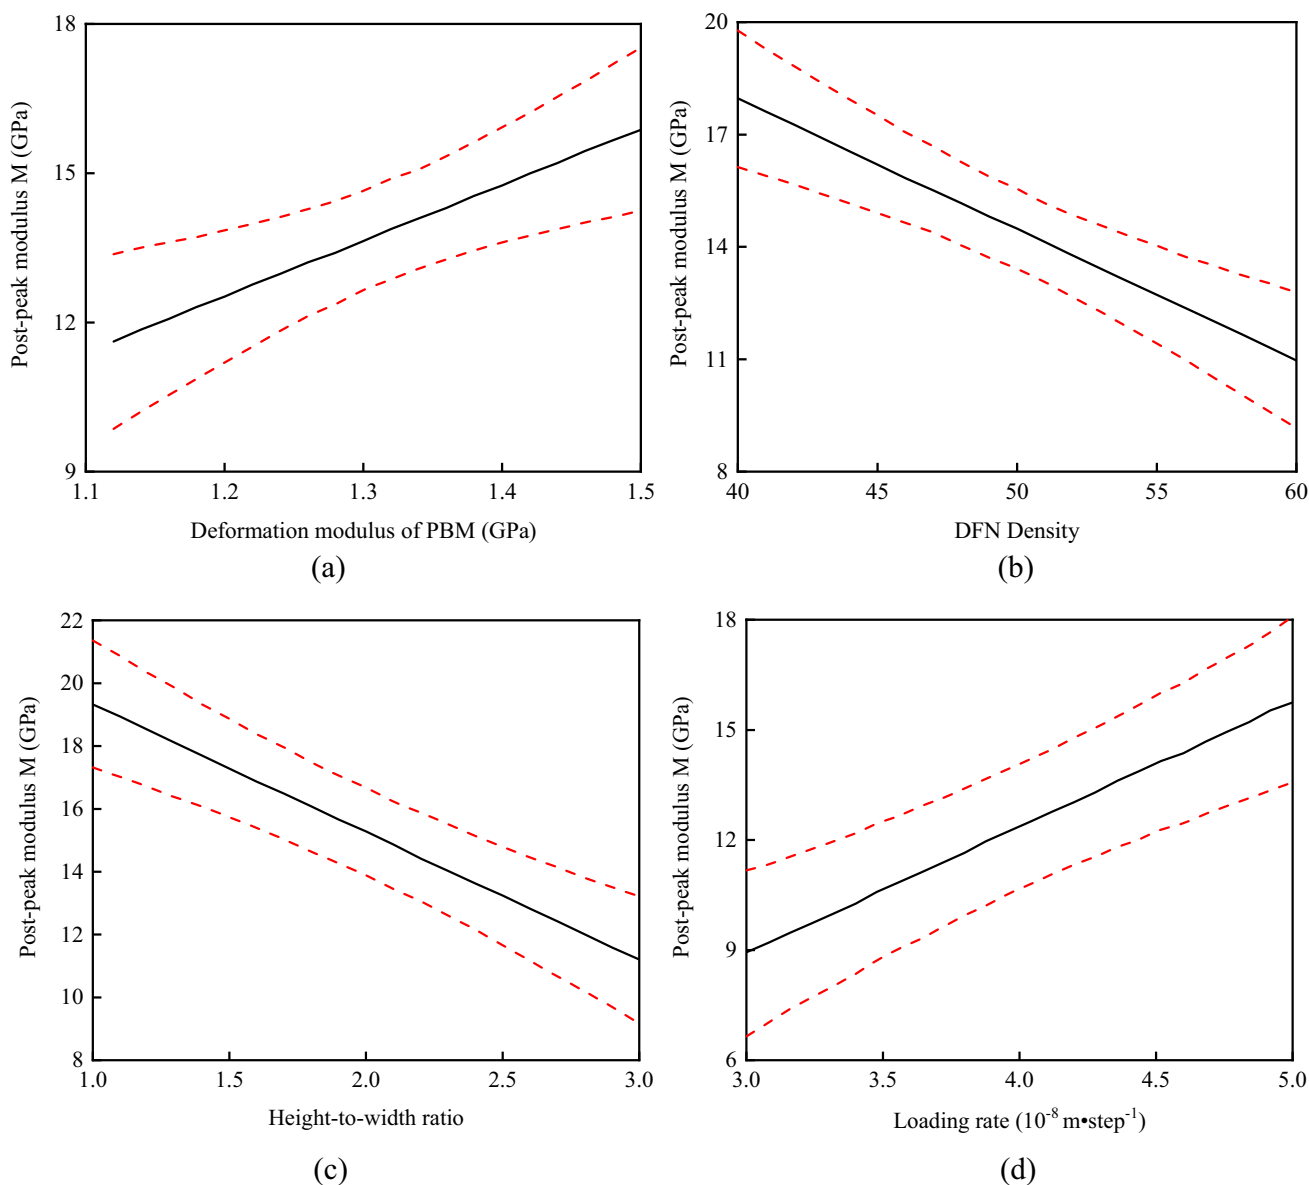 18
15
12
9
Post-peak modulus M (GPa)
1.1 1.2 1.3 1.4 1.5
Deformation modulus of PBM (GPa)
(a)
20
17
14
11
8
Post-peak modulus M (GPa)
40 45 50 55 60
DFN Density
(b)
22
20
18
16
14
12
10
8
Post-peak modulus M (GPa)
1.0 1.5 2.0 2.5 3.0
Height-to-width ratio
(c)
18
15
12
9
6
Post-peak modulus M (GPa)
3.0 3.5 4.0 4.5 5.0
Loading rate (10⁻⁸ m•step⁻¹)
(d)